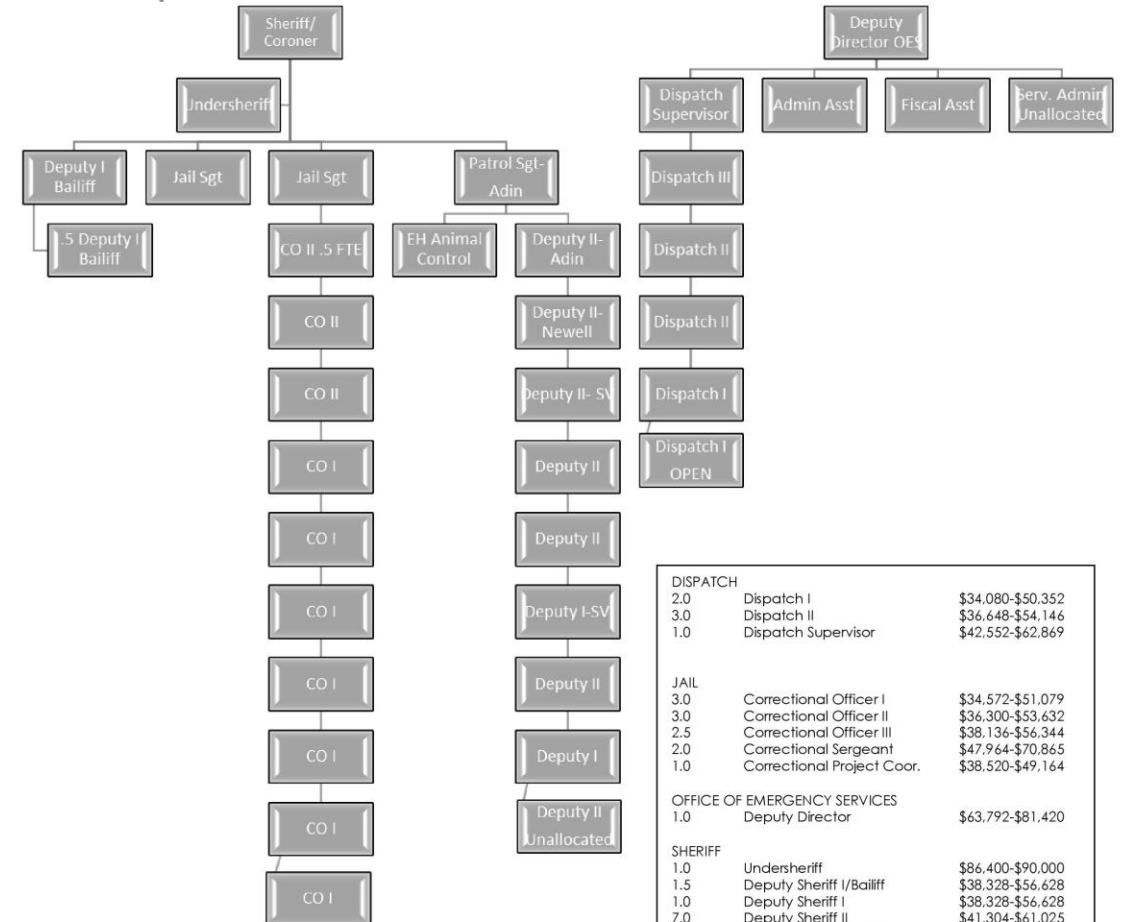 Sheriff/
Coroner
Undersheriff
Deputy I
Bailiff
.5 Deputy I
Bailiff
Jail Sgt
Jail Sgt
CO II .5 FTE
CO II
CO II
CO I
CO I
CO I
CO I
CO I
CO I
CO I
Patrol Sgt-
Adin
EH Animal
Control
Deputy II-
Adin
Deputy II-
Newell
Deputy II- SV
Deputy II
Deputy II
Deputy I-SV
Deputy II
Deputy I
Deputy II
Unallocated
Deputy
Director OES
Dispatch
Supervisor
Admin Asst
Fiscal Asst
Serv. Admin
Unallocated
Dispatch III
Dispatch II
Dispatch II
Dispatch I
Dispatch I
OPEN
DISPATCH
2.0 Dispatch I $34,080-$50,352
3.0 Dispatch II $36,648-$54,146
1.0 Dispatch Supervisor $42,552-$62,869
JAIL
3.0 Correctional Officer I $34,572-$51,079
3.0 Correctional Officer II $36,300-$53,632
2.5 Correctional Officer III $38,136-$56,344
2.0 Correctional Sergeant $47,964-$70,865
1.0 Correctional Project Coor. $38,520-$49,164
OFFICE OF EMERGENCY SERVICES
1.0 Deputy Director $63,792-$81,420
SHERIFF
1.0 Undersheriff $86,400-$90,000
1.5 Deputy Sheriff I/Bailiff $38,328-$56,628
1.0 Deputy Sheriff I $38,328-$56,628
7.0 Deputy Sheriff II $41,304-$61,025